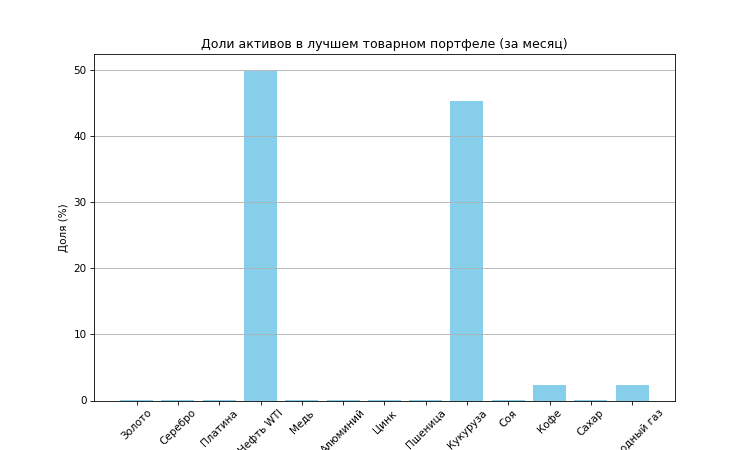 Доли активов в лучшем товарном портфеле (за месяц)
Доля (%)
50
40
30
20
10
0
Золото
Серебро
Платина
Нефть WTI
Медь
Алюминий
Цинк
Пшеница
Кукуруза
Соя
Кофе
Сахар
газ